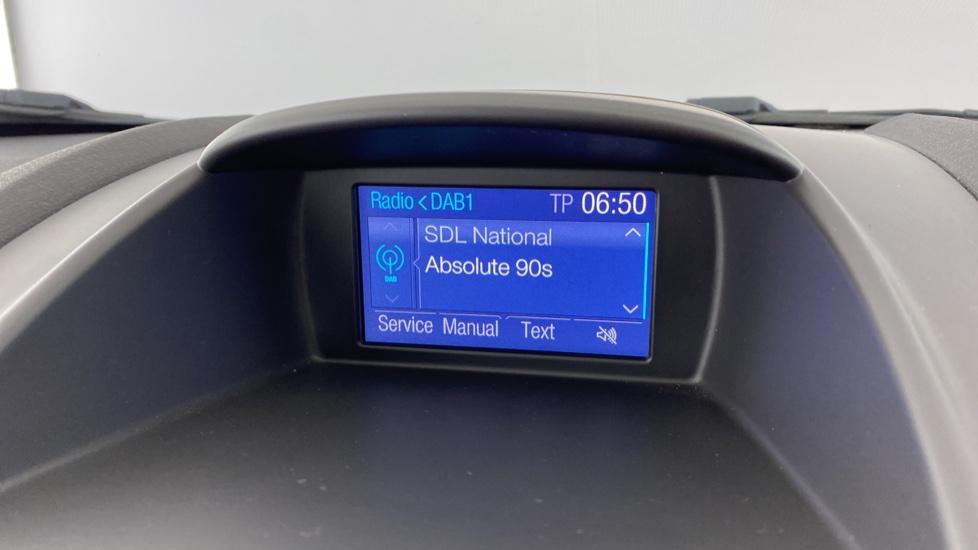 Radio < DAB1 TP 06:50
SDL National
DAB
Absolute 90s
Service Manual Text